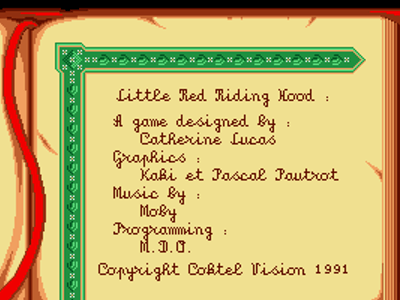 Little Red Riding Hood :
A game designed by :
Catherine Lucas
Graphics :
Kaki et Pascal Pautrot
Music by :
Moby
Programming :
M.D.O.
Copyright Coktel Vision 1991